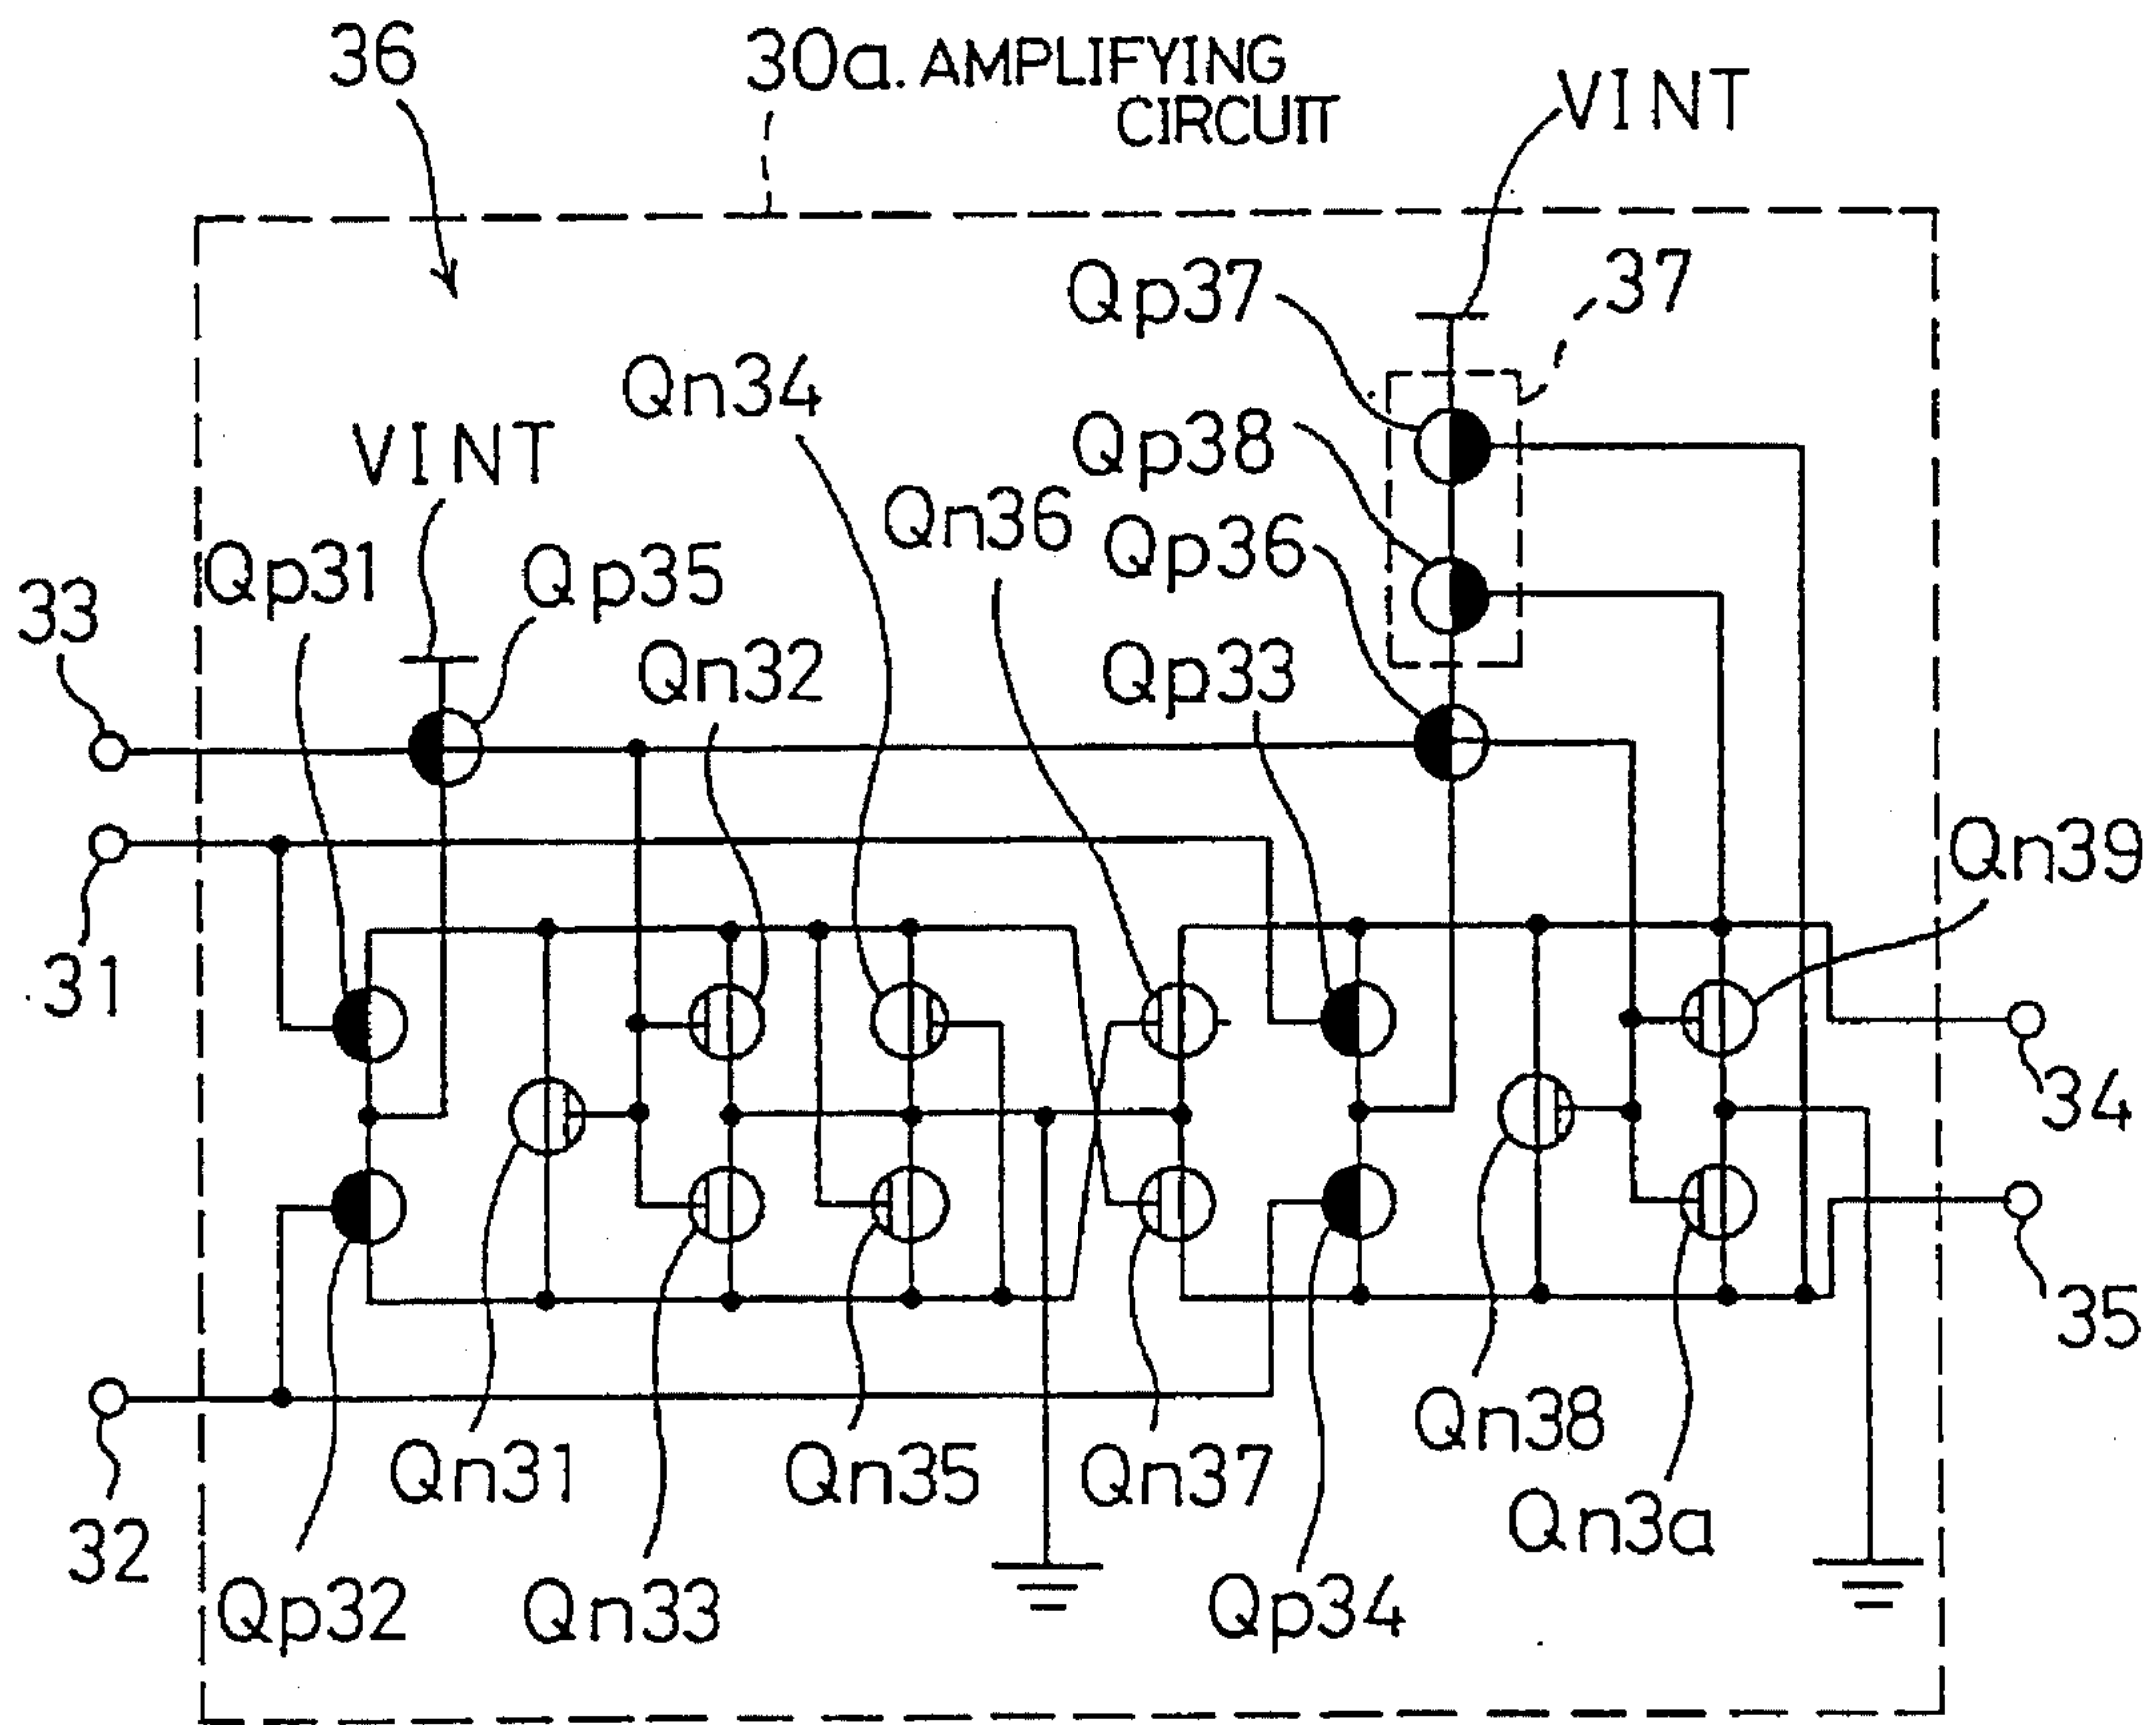 36
30a. AMPLIFYING
CIRCUIT
VINT
37
Qp37
Qn34
Qp38
VINT
Qn36
Qp36
Qp31
Qp35
33
Qn32
Qp33
Qn39
31
34
35
Qn38
Qn31
Qn35
Qn37
Qn3a
32
Qp32
Qn33
Qp34